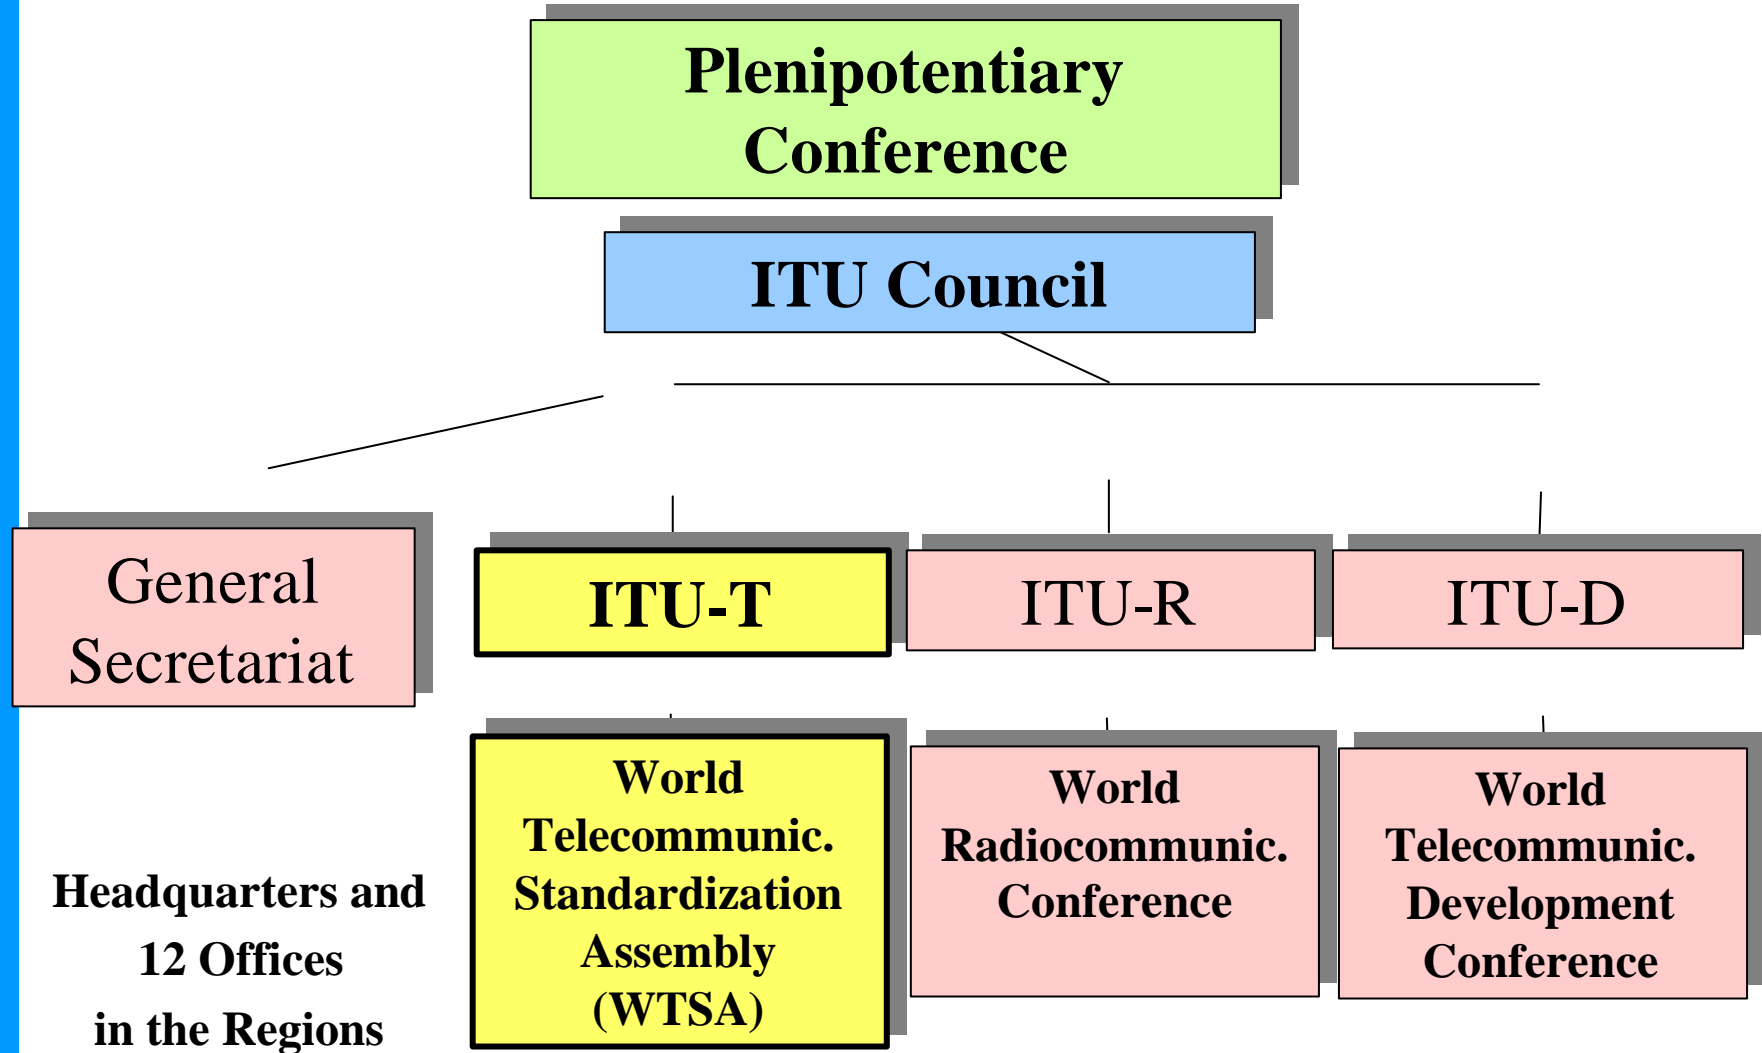 Plenipotentiary
Conference
ITU Council
General
Secretariat
ITU-T
ITU-R
ITU-D
World
Telecommunic.
Standardization
Assembly
(WTSA)
World
Radiocommunic.
Conference
World
Telecommunic.
Development
Conference
Headquarters and
12 Offices
in the Regions